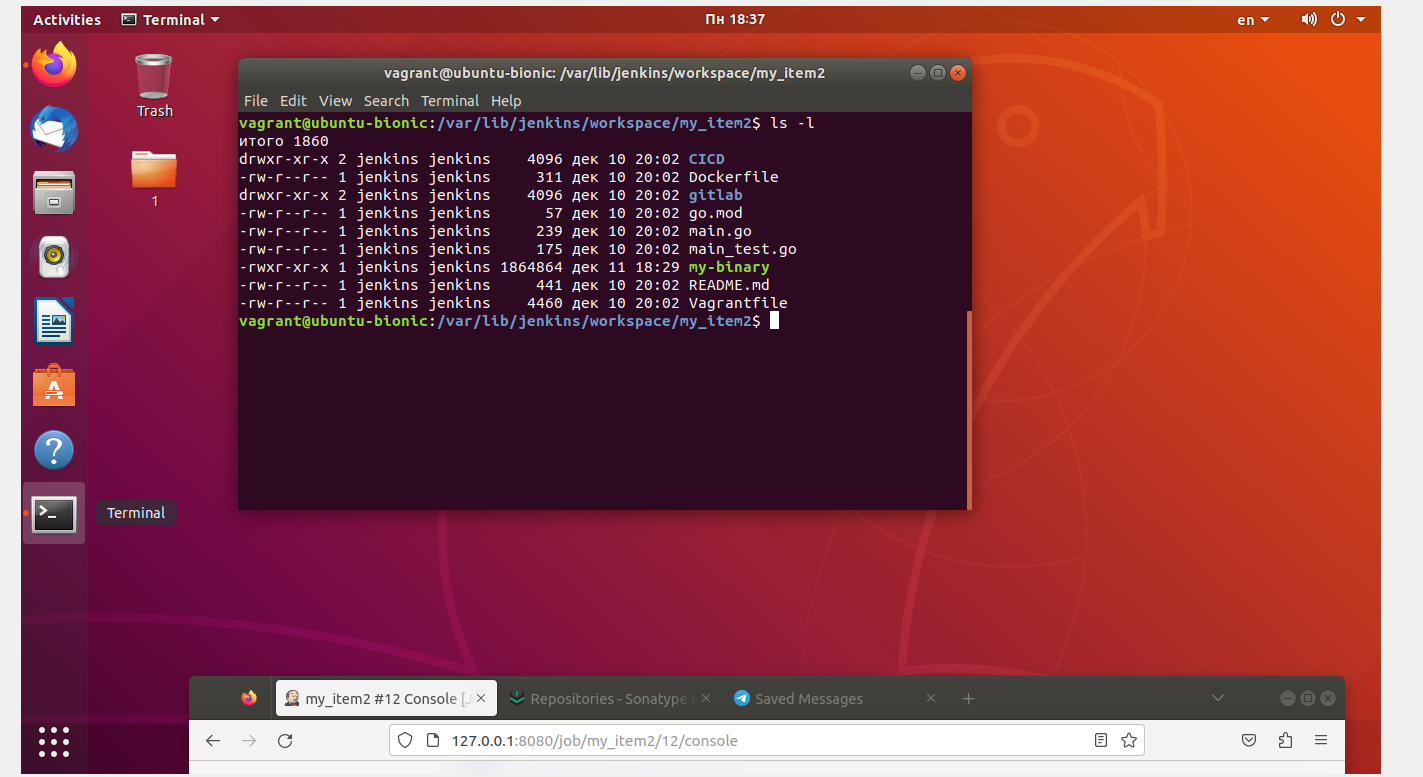 Activities Terminal Пн 18:37 en
Trash
1
Terminal
vagrant@ubuntu-bionic: /var/lib/jenkins/workspace/my_item2
File Edit View Search Terminal Help
vagrant@ubuntu-bionic:/var/lib/jenkins/workspace/my_item2$ ls -l
итого 1860
drwxr-xr-x 2 jenkins jenkins    4096 дек 10 20:02 CICD
-rw-r--r-- 1 jenkins jenkins     311 дек 10 20:02 Dockerfile
drwxr-xr-x 2 jenkins jenkins    4096 дек 10 20:02 gitlab
-rw-r--r-- 1 jenkins jenkins      57 дек 10 20:02 go.mod
-rw-r--r-- 1 jenkins jenkins     239 дек 10 20:02 main.go
-rw-r--r-- 1 jenkins jenkins     175 дек 10 20:02 main_test.go
-rwxr-xr-x 1 jenkins jenkins 1864864 дек 11 18:29 my-binary
-rw-r--r-- 1 jenkins jenkins     441 дек 10 20:02 README.md
-rw-r--r-- 1 jenkins jenkins    4460 дек 10 20:02 Vagrantfile
vagrant@ubuntu-bionic:/var/lib/jenkins/workspace/my_item2$
my_item2 #12 Console [ Repositories - Sonatype Saved Messages
127.0.0.1:8080/job/my_item2/12/console